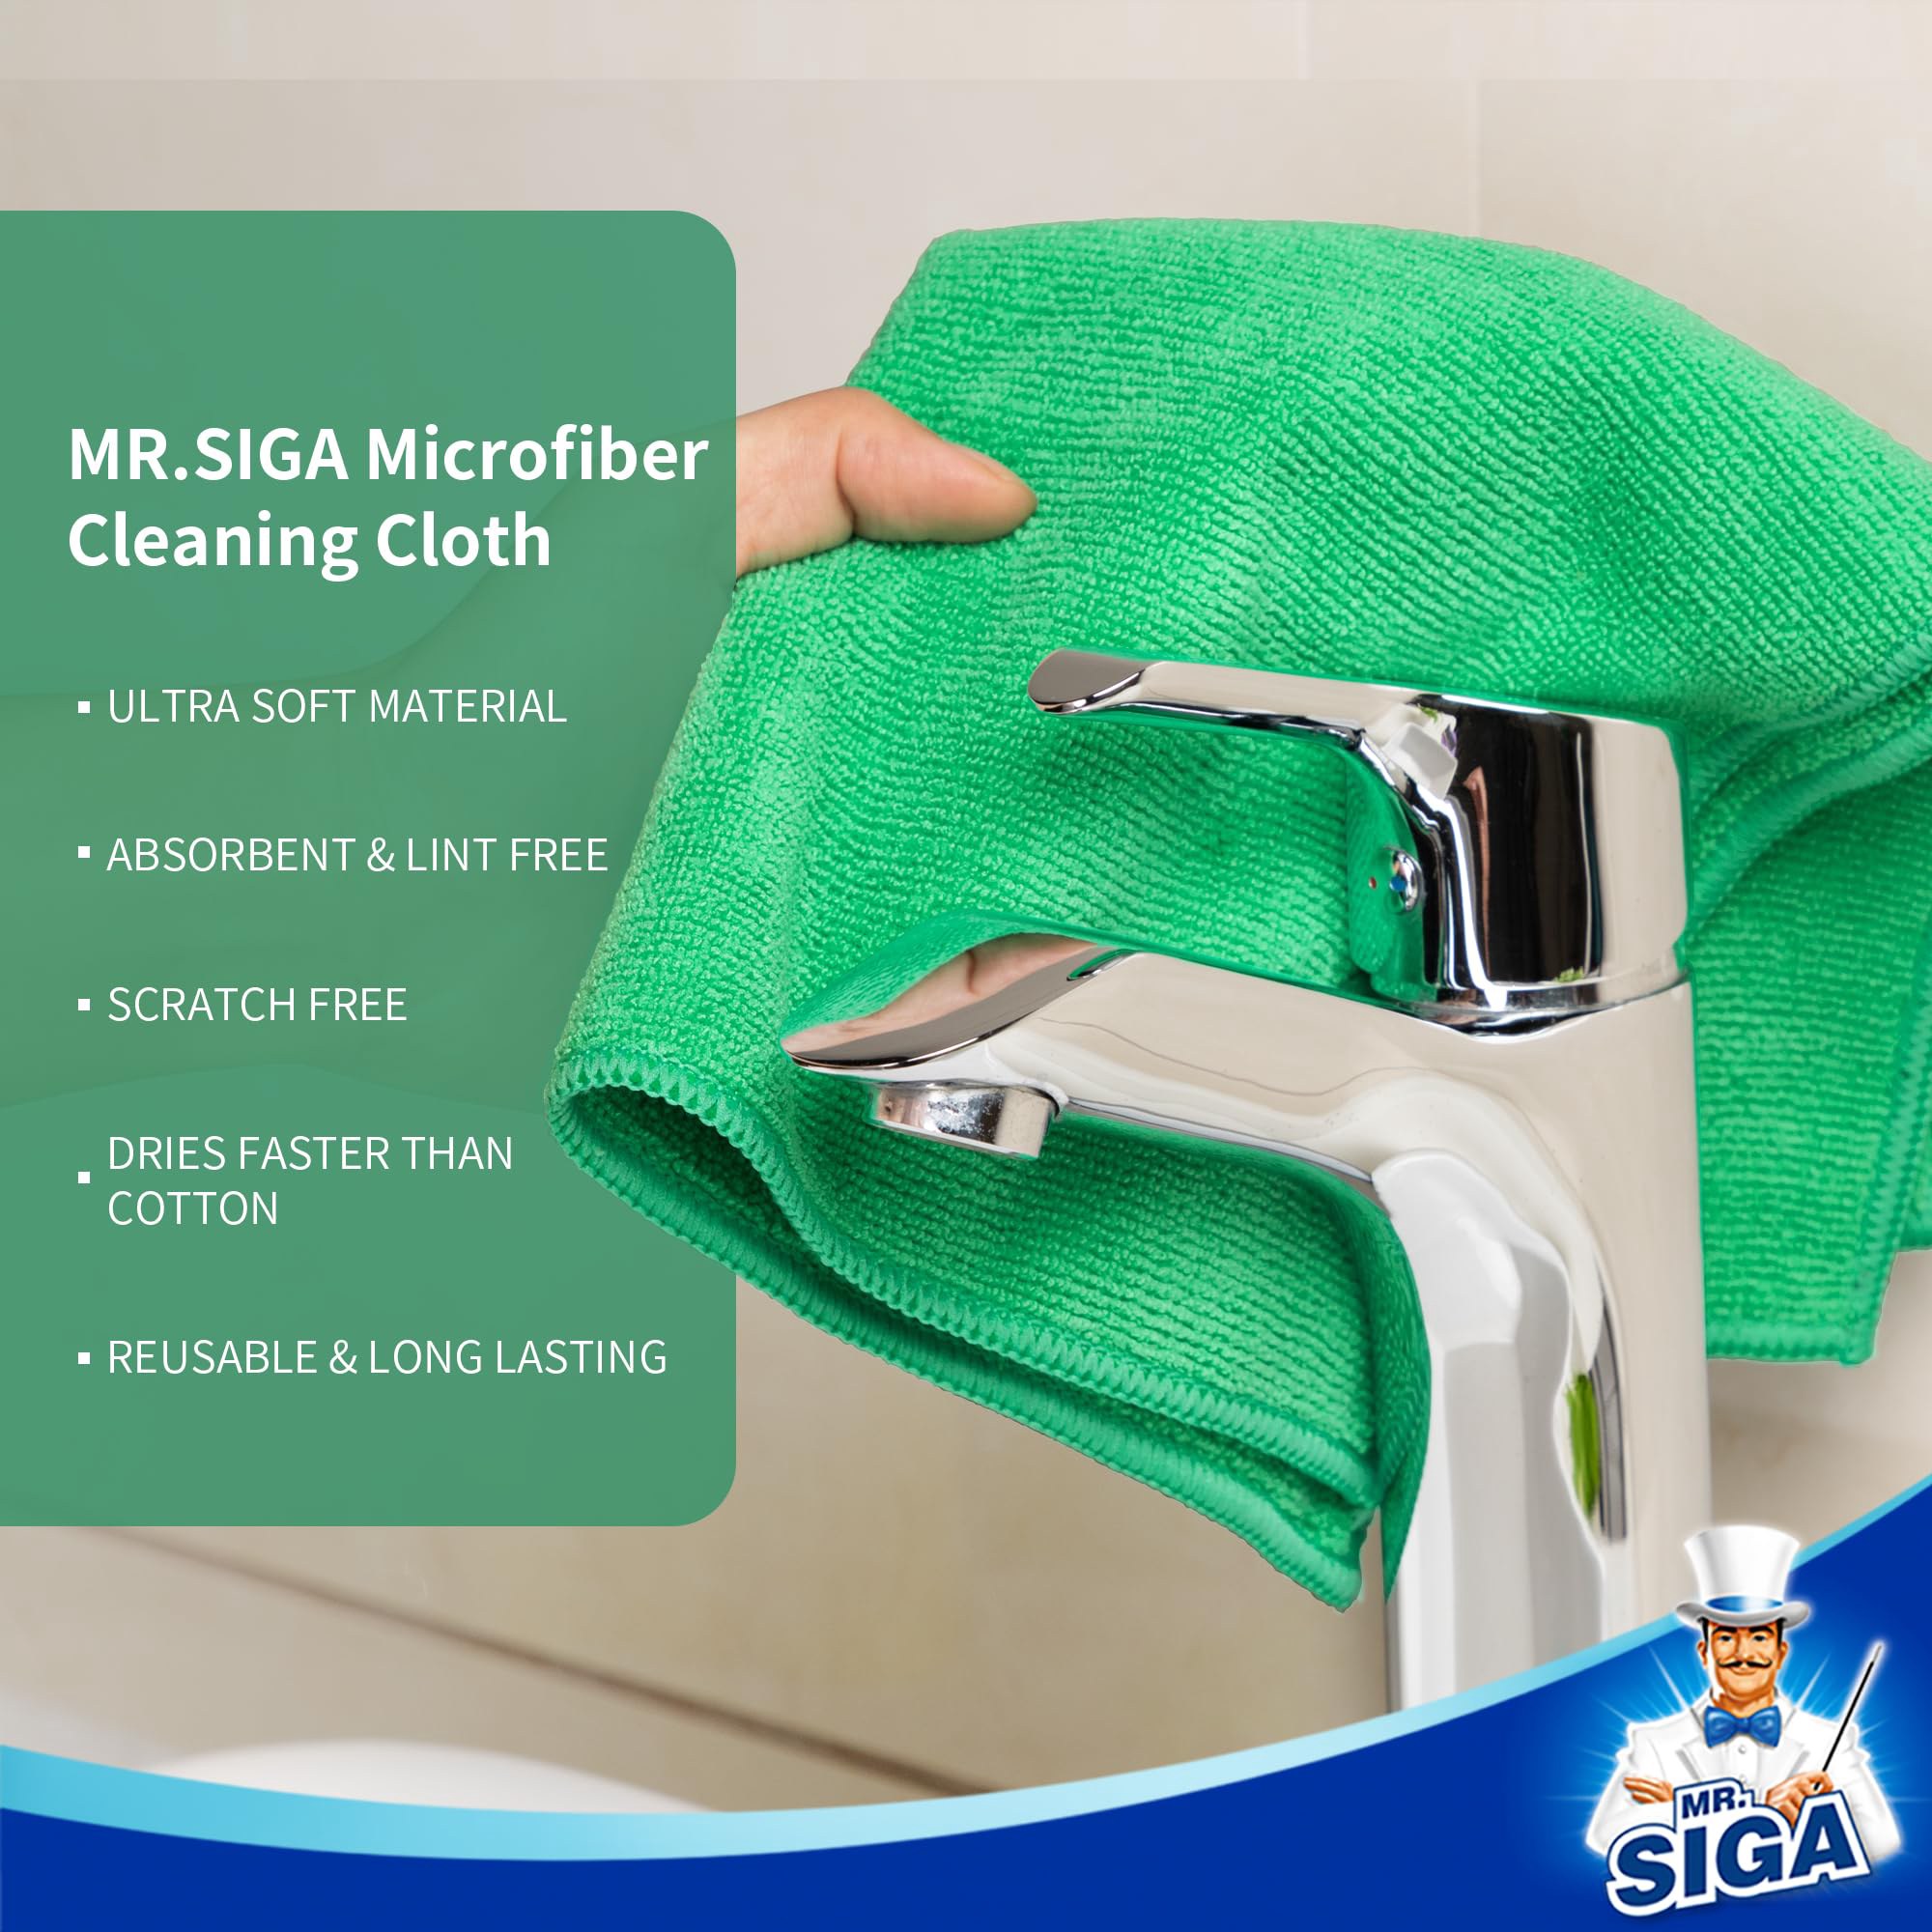 MR.SIGA Microfiber
Cleaning Cloth
▪ ULTRA SOFT MATERIAL
▪ ABSORBENT & LINT FREE
▪ SCRATCH FREE
▪ DRIES FASTER THAN
COTTON
▪ REUSABLE & LONG LASTING
MR.
SIGA